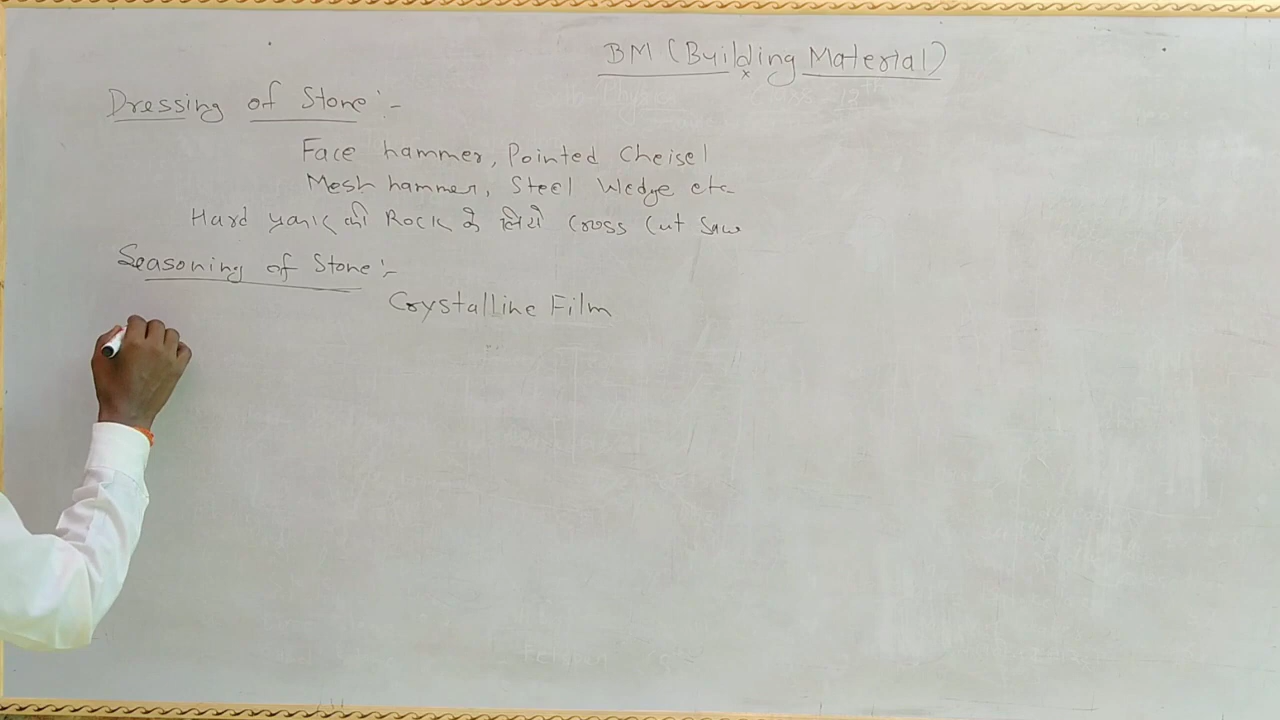 BM (Building Material)
Dressing of Stone :-
Face hammer, Pointed Cheisel
Mesh hammer, Steel Wedge etc
Hard की Rock के लिये Cross Cut Saw
Seasoning of Stone :-
Crystalline Film